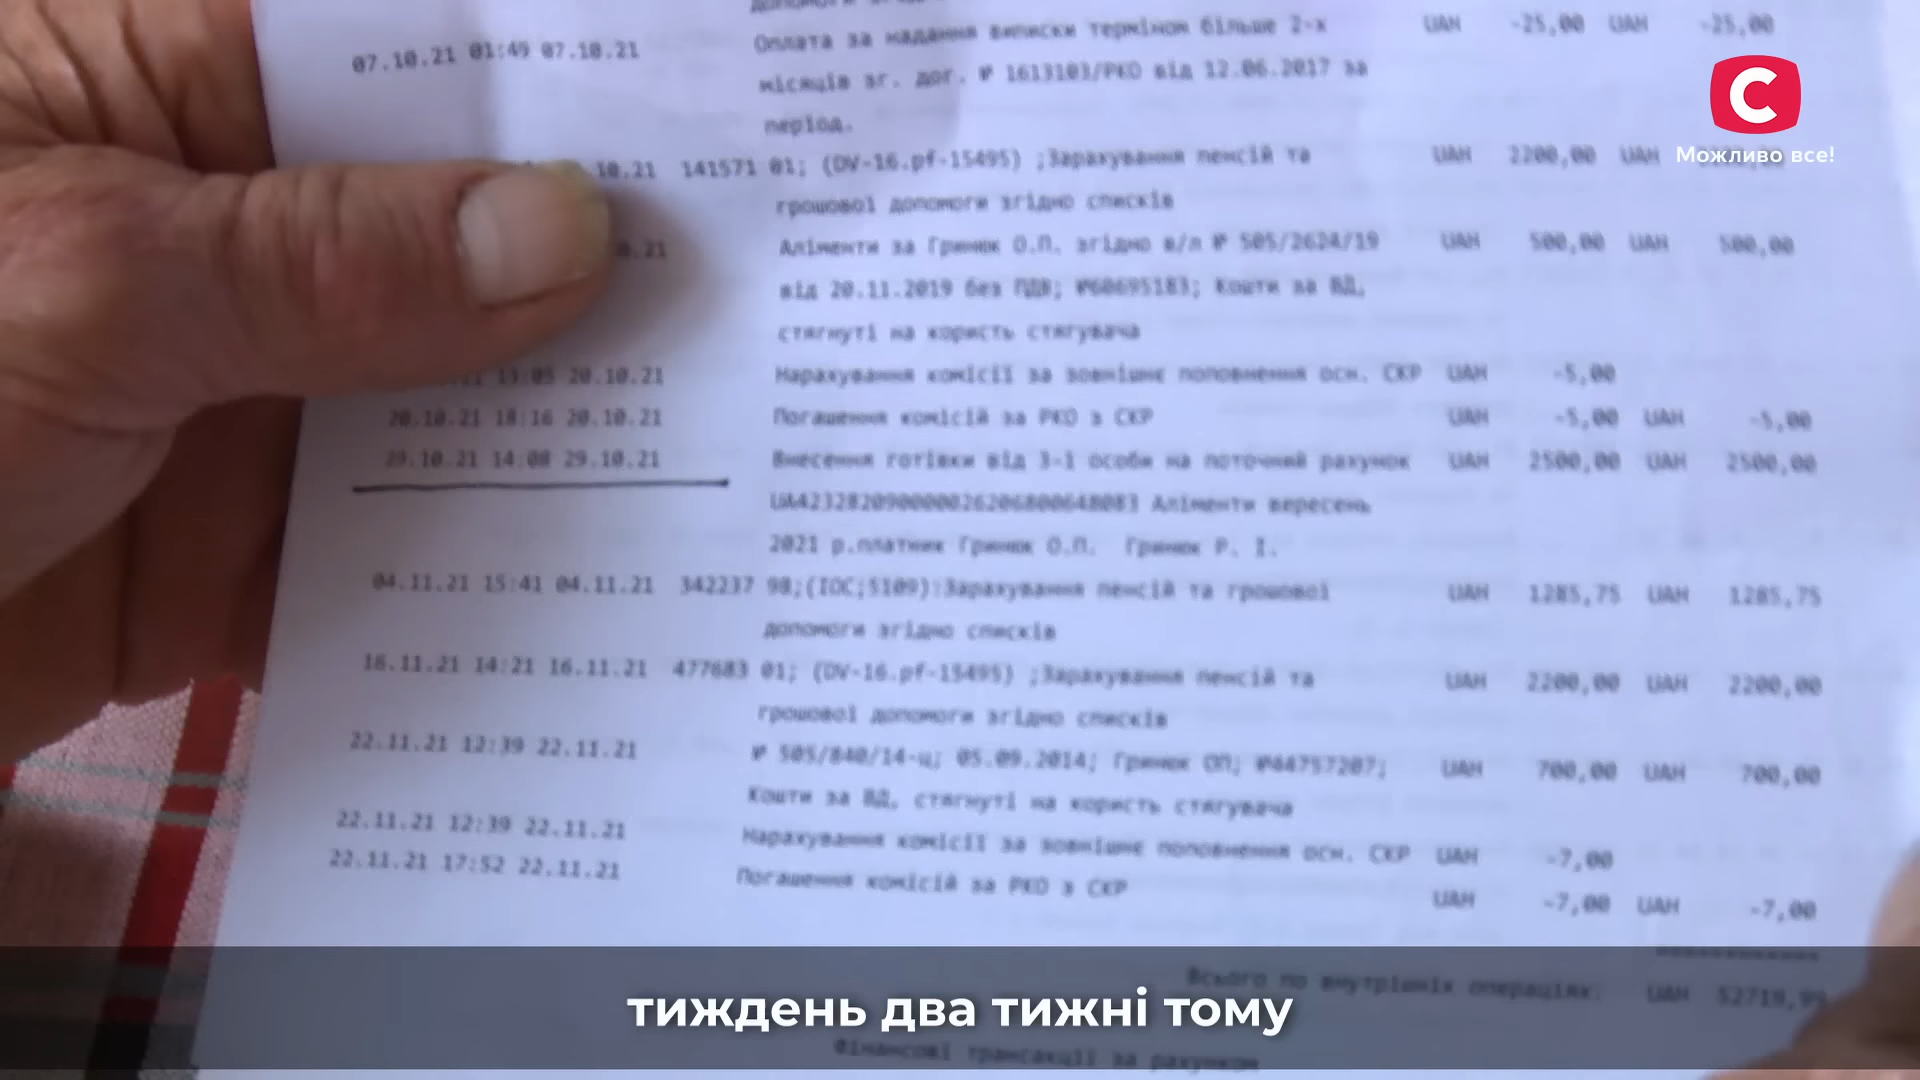 07.10.21 01:49 07.10.21 Оплата за надання виписки терміном більше 2-х UAH -25,00 UAH -25,00
місяців зг. дог. № 1613103/РКО від 12.06.2017 за
період.
10.21 141571 01; (DV-16.pf-15495) ;Зарахування пенсій та UAH 2200,00 UAH
грошової допомоги згідно списків
0.21 Аліменти за Гринюк О.П. згідно в/л № 505/2624/19 UAH 500,00 UAH 500,00
від 20.11.2019 без ПДВ; №60695183; Кошти за ВД,
стягнуті на користь стягувача
13:05 20.10.21 Нарахування комісії за зовнішнє поповнення осн. СКР UAH -5,00
20.10.21 18:16 20.10.21 Погашення комісій за РКО з СКР UAH -5,00 UAH -5,00
29.10.21 14:08 29.10.21 Внесення готівки від 3-ї особи на поточний рахунок UAH 2500,00 UAH 2500,00
Аліменти вересень
2021 р.платник Гринюк О.П. Гринюк Р. І.
04.11.21 15:41 04.11.21 342237 98;(IOC;5109):Зарахування пенсій та грошової UAH 1285,75 UAH 1285,75
допомоги згідно списків
16.11.21 14:21 16.11.21 477683 01; (DV-16.pf-15495) ;Зарахування пенсій та UAH 2200,00 UAH 2200,00
грошової допомоги згідно списків
22.11.21 12:39 22.11.21 № 505/840/14-ц; 05.09.2014; Гринюк ОП; №44757207; UAH 700,00 UAH 700,00
Кошти за ВД, стягнуті на користь стягувача
22.11.21 12:39 22.11.21 Нарахування комісії за зовнішнє поповнення осн. СКР UAH -7,00
22.11.21 17:52 22.11.21 Погашення комісій за РКО з СКР UAH -7,00 UAH -7,00
Всього по внутрішніх операціях: UAH
Фінансові транзакції за рахунком
С
Можливо все!
тиждень два тижні тому